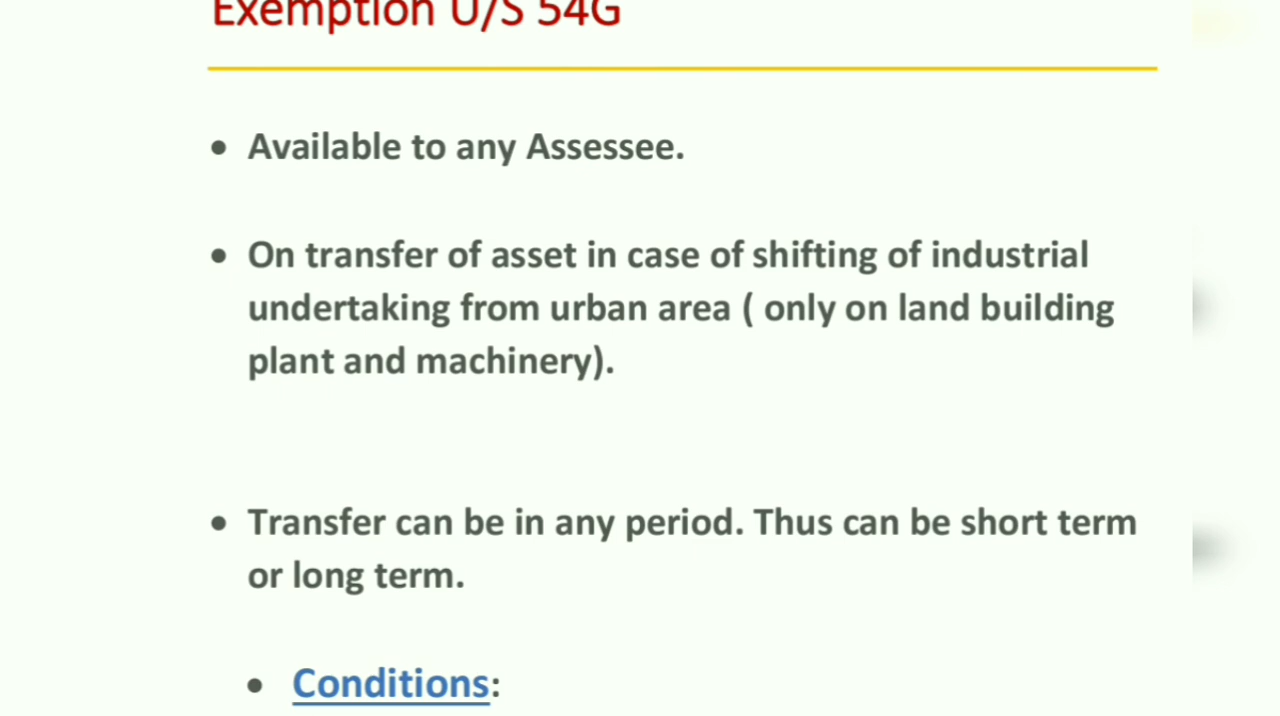 Exemption U/S 54G
• Available to any Assessee.
• On transfer of asset in case of shifting of industrial
undertaking from urban area ( only on land building
plant and machinery).
• Transfer can be in any period. Thus can be short term
or long term.
• Conditions: